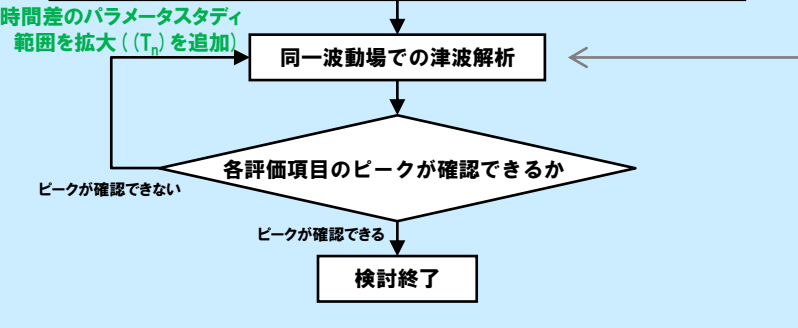 時間差のパラメータスタディ
範囲を拡大((Tn)を追加)
同一波動場での津波解析
各評価項目のピークが確認できるか
ピークが確認できない
ピークが確認できる
検討終了